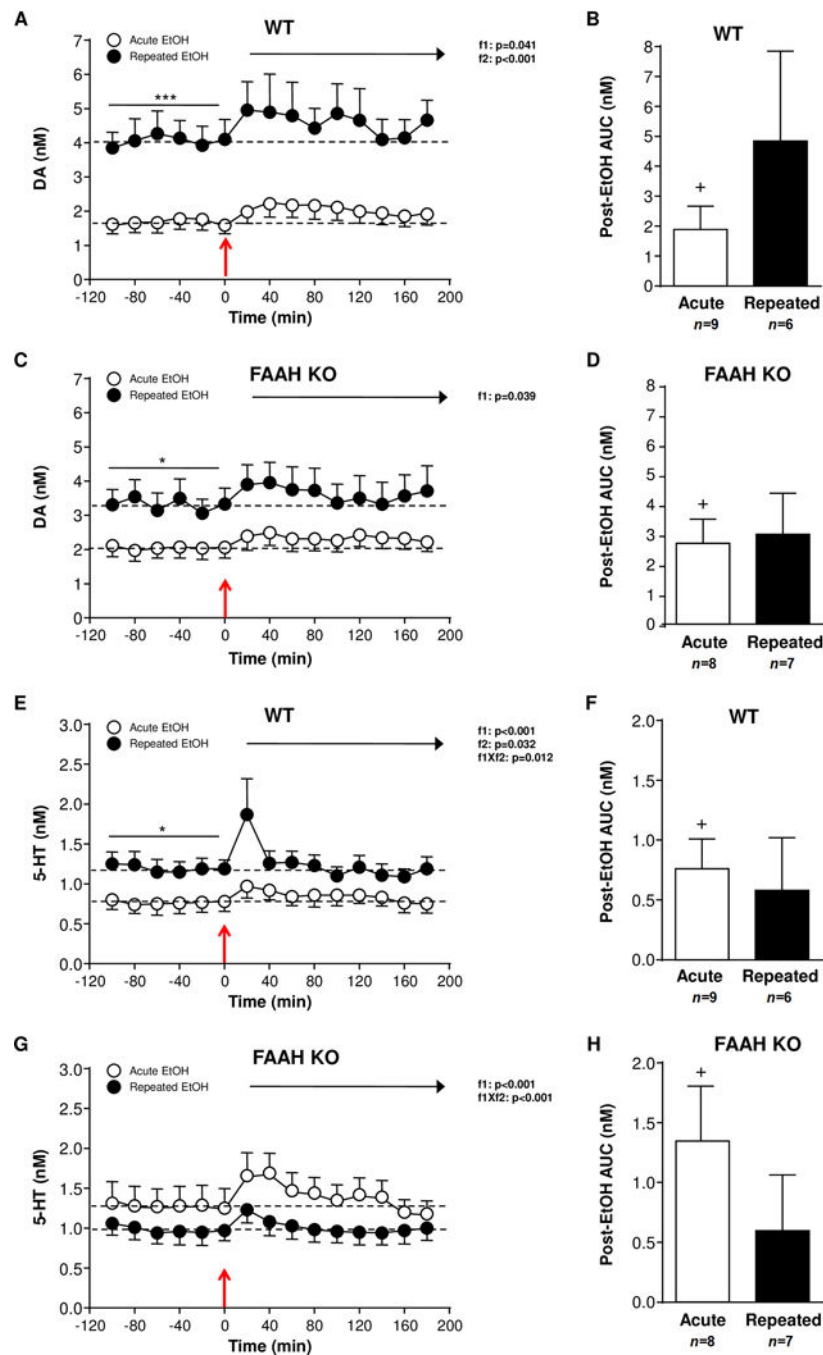 A
WT
Acute EtOH
Repeated EtOH
f1: p=0.041
f2: p<0.001
***
DA (nM)
7
6
5
4
3
2
1
0
-120 -80 -40 0 40 80 120 160 200
Time (min)
B
WT
Post-EtOH AUC (nM)
8
7
6
5
4
3
2
1
0
+
Acute Repeated
n=9 n=6
C
FAAH KO
Acute EtOH
Repeated EtOH
f1: p=0.039
*
DA (nM)
7
6
5
4
3
2
1
0
-120 -80 -40 0 40 80 120 160 200
Time (min)
D
FAAH KO
Post-EtOH AUC (nM)
8
7
6
5
4
3
2
1
0
+
Acute Repeated
n=8 n=7
E
WT
Acute EtOH
Repeated EtOH
f1: p<0.001
f2: p=0.032
f1Xf2: p=0.012
*
5-HT (nM)
3.0
2.5
2.0
1.5
1.0
0.5
0.0
-120 -80 -40 0 40 80 120 160 200
Time (min)
F
WT
Post-EtOH AUC (nM)
2.0
1.5
1.0
0.5
0.0
+
Acute Repeated
n=9 n=6
G
FAAH KO
Acute EtOH
Repeated EtOH
f1: p<0.001
f1Xf2: p<0.001
5-HT (nM)
3.0
2.5
2.0
1.5
1.0
0.5
0.0
-120 -80 -40 0 40 80 120 160 200
Time (min)
H
FAAH KO
Post-EtOH AUC (nM)
2.0
1.5
1.0
0.5
0.0
+
Acute Repeated
n=8 n=7